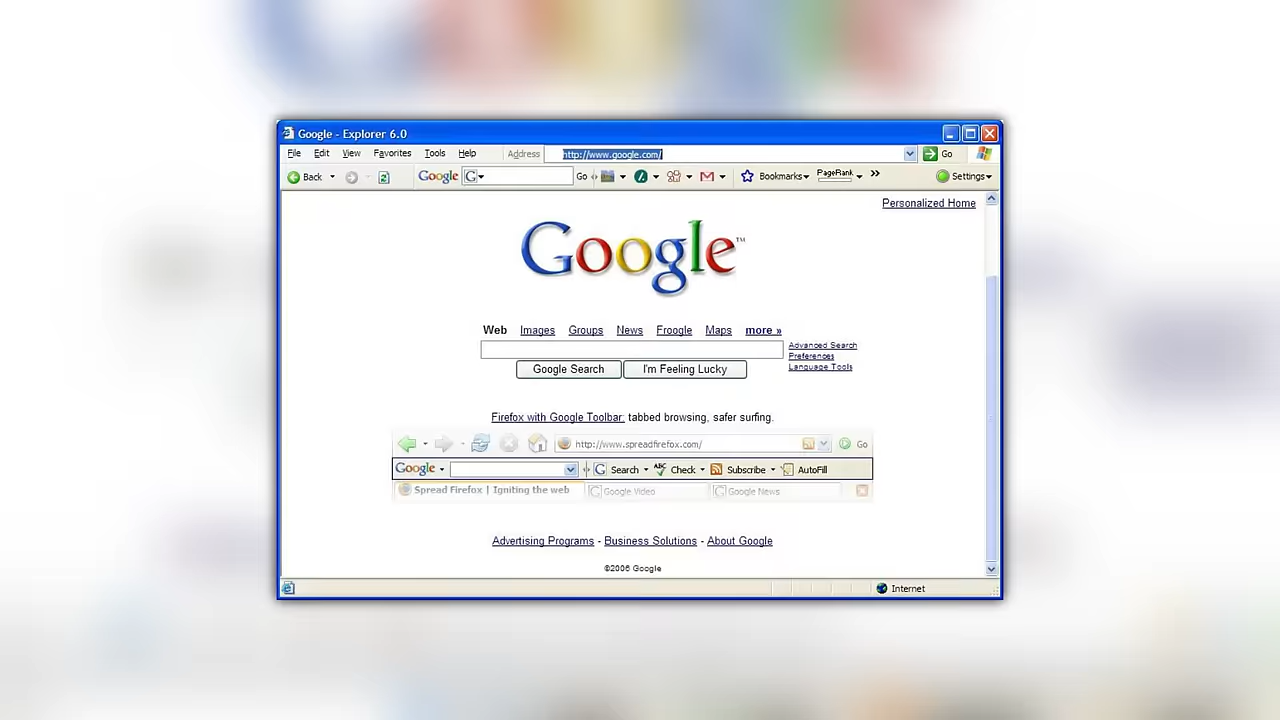 Google - Explorer 6.0
File Edit View Favorites Tools Help Address http://www.google.com/ Go
Back Google G Go Bookmarks PageRank » Settings
Personalized Home
Google™
Web Images Groups News Froogle Maps more »
Advanced Search
Preferences
Language Tools
Google Search I'm Feeling Lucky
Firefox with Google Toolbar: tabbed browsing, safer surfing.
http://www.spreadfirefox.com/ Go
Google G Search ABC Check Subscribe AutoFill
Spread Firefox | Igniting the web G Google Video G Google News
Advertising Programs - Business Solutions - About Google
©2006 Google
Internet